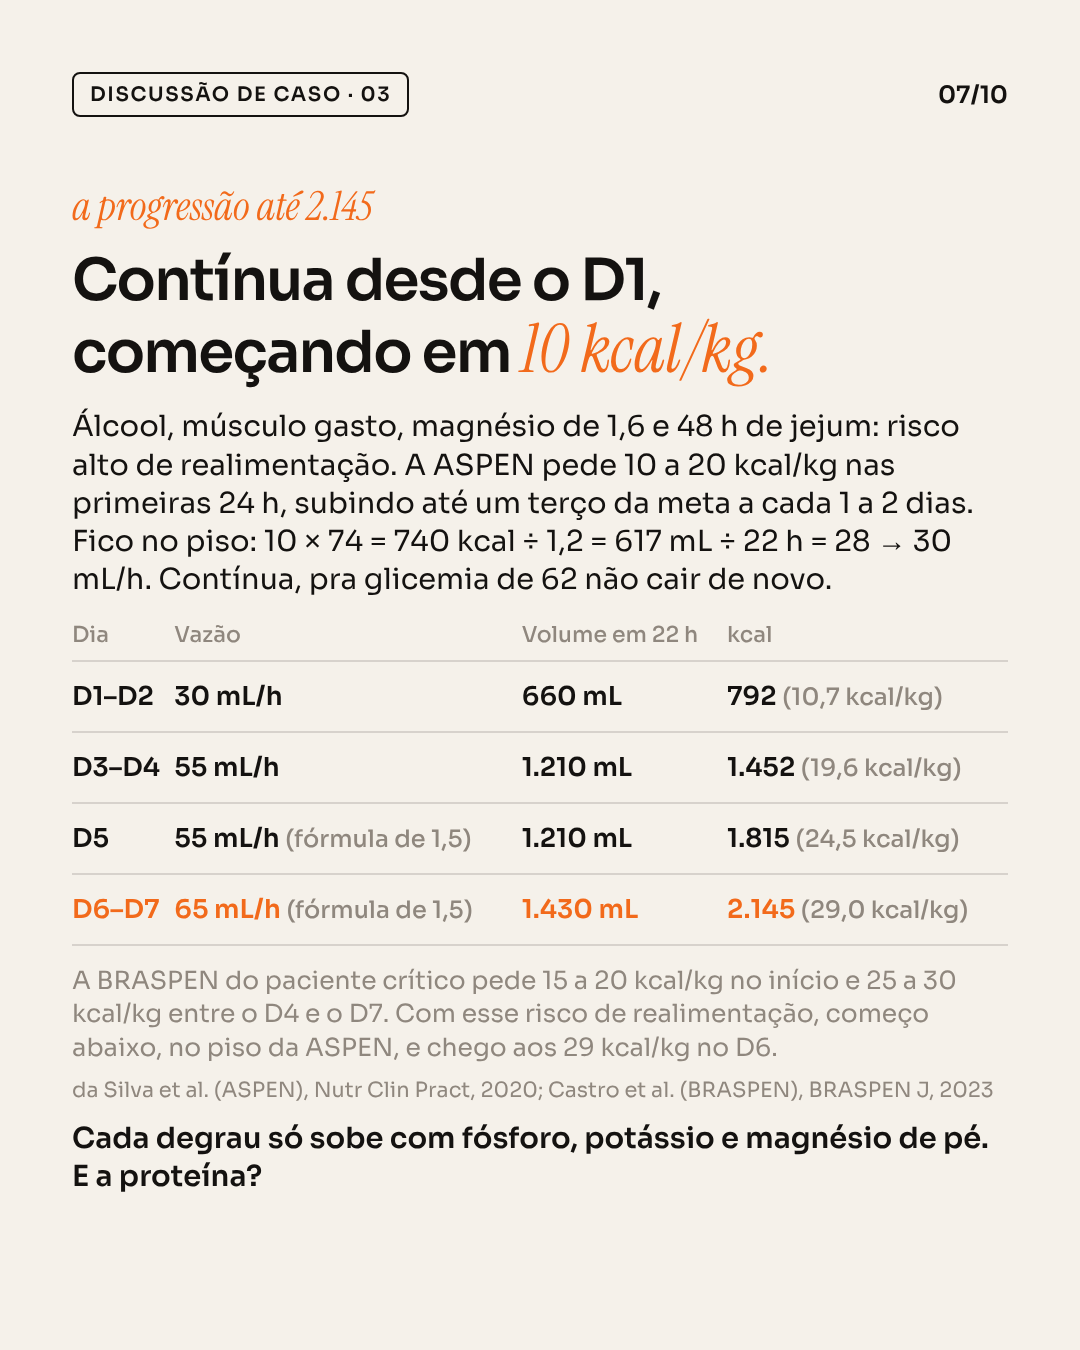 DISCUSSÃO DE CASO · 03
07/10
a progressão até 2.145
Contínua desde o D1,
começando em 10 kcal/kg.
Álcool, músculo gasto, magnésio de 1,6 e 48 h de jejum: risco
alto de realimentação. A ASPEN pede 10 a 20 kcal/kg nas
primeiras 24 h, subindo até um terço da meta a cada 1 a 2 dias.
Fico no piso: 10 × 74 = 740 kcal ÷ 1,2 = 617 mL ÷ 22 h = 28 → 30
mL/h. Contínua, pra glicemia de 62 não cair de novo.
Dia Vazão Volume em 22 h kcal
D1–D2 30 mL/h 660 mL 792 (10,7 kcal/kg)
D3–D4 55 mL/h 1.210 mL 1.452 (19,6 kcal/kg)
D5 55 mL/h (fórmula de 1,5) 1.210 mL 1.815 (24,5 kcal/kg)
D6–D7 65 mL/h (fórmula de 1,5) 1.430 mL 2.145 (29,0 kcal/kg)
A BRASPEN do paciente crítico pede 15 a 20 kcal/kg no início e 25 a 30
kcal/kg entre o D4 e o D7. Com esse risco de realimentação, começo
abaixo, no piso da ASPEN, e chego aos 29 kcal/kg no D6.
da Silva et al. (ASPEN), Nutr Clin Pract, 2020; Castro et al. (BRASPEN), BRASPEN J, 2023
Cada degrau só sobe com fósforo, potássio e magnésio de pé.
E a proteína?